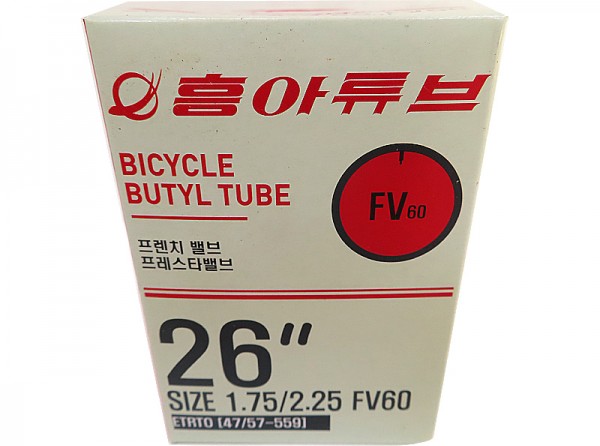 흥아튜브
BICYCLE
BUTYL TUBE
FV60
프렌치 밸브
프레스타밸브
26"
SIZE 1.75/2.25 FV60
ETRTO [47/57-559]